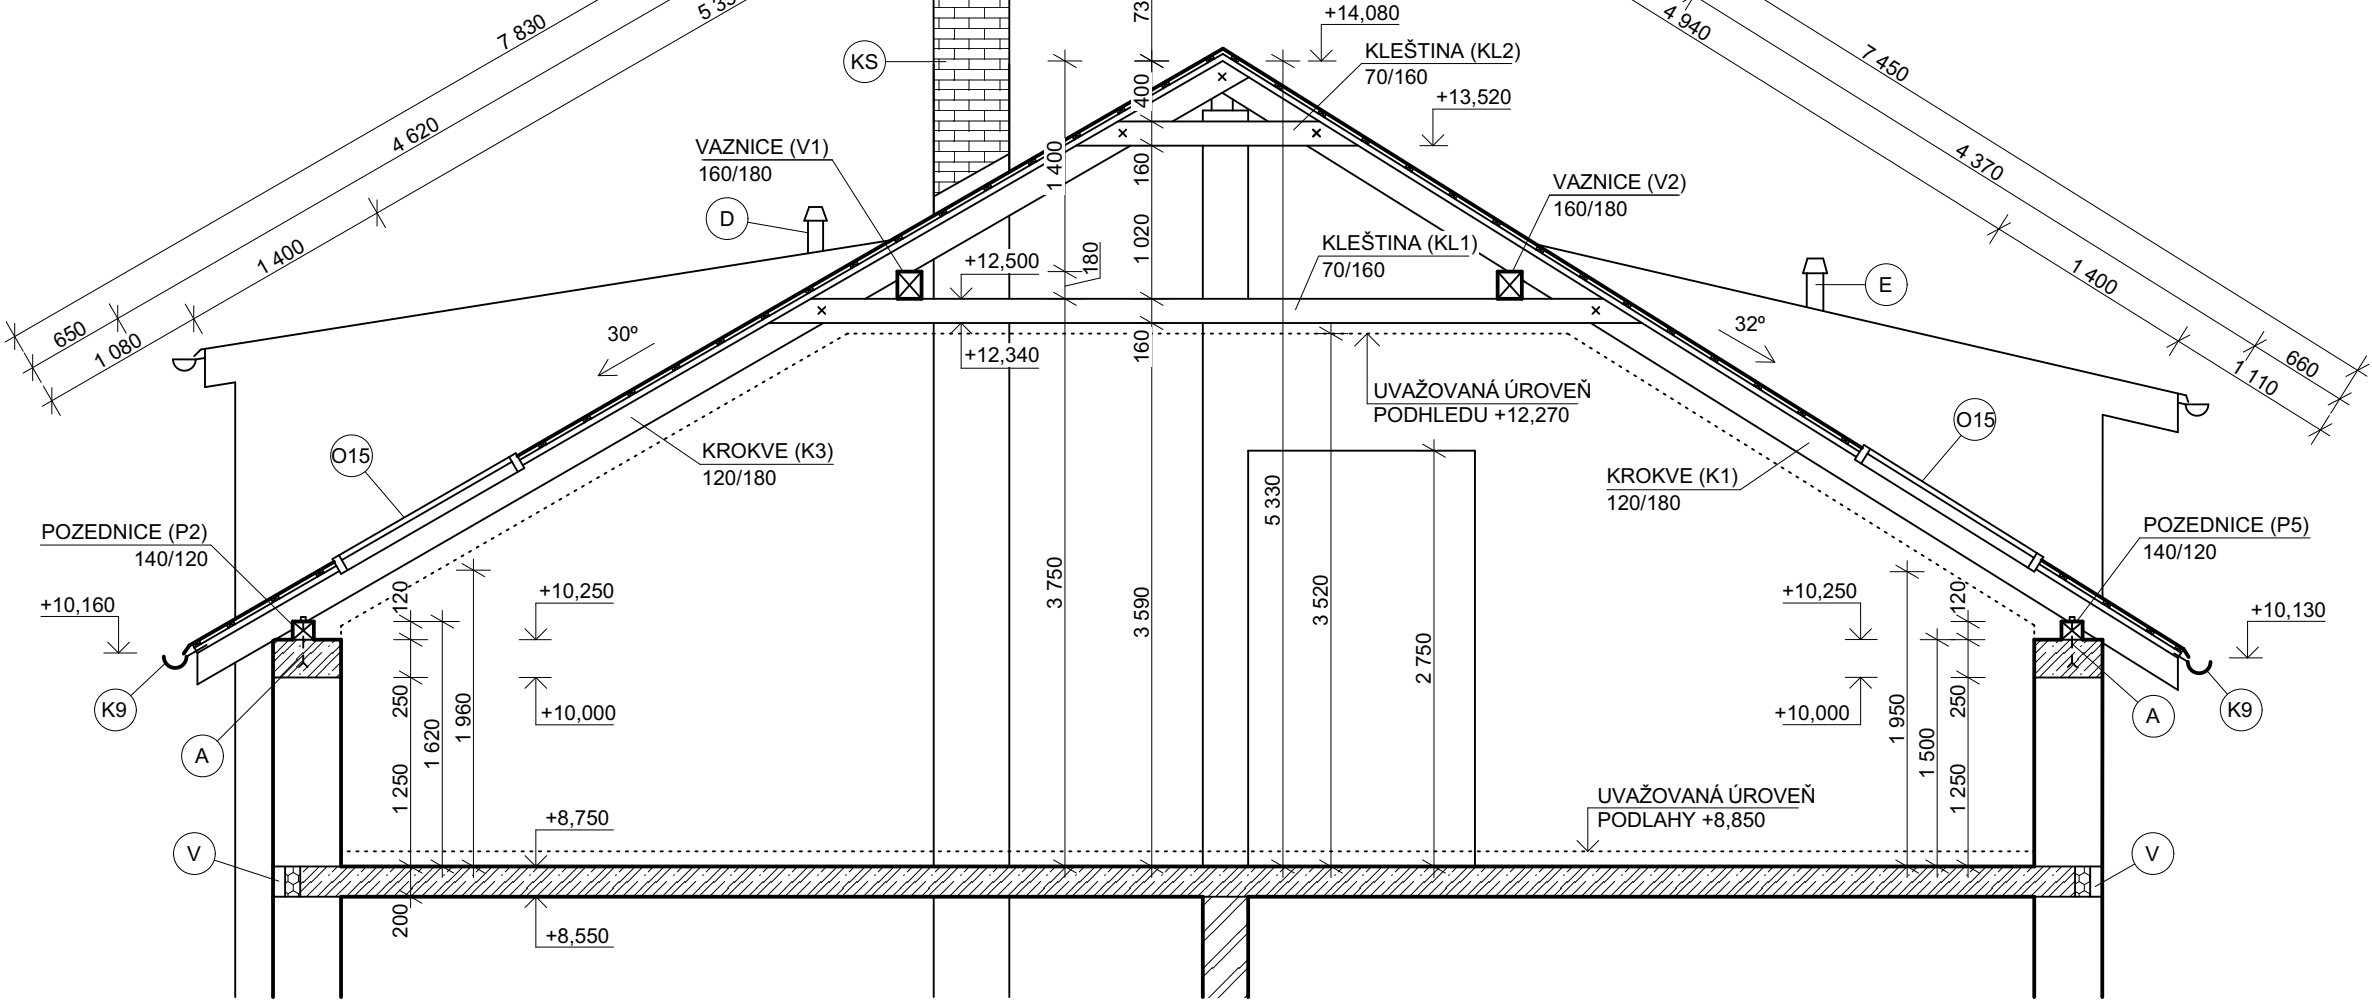 7 830
5 33
73
+14,080
4 940
7 450
KS
KLEŠTINA (KL2)
70/160
400
+13,520
4 620
VAZNICE (V1)
160/180
1 400
160
4 370
VAZNICE (V2)
160/180
D
1 400
1 020
180
KLEŠTINA (KL1)
70/160
+12,500
1 400
E
650
1 080
30º
+12,340
160
32º
660
1 110
UVAŽOVANÁ ÚROVEŇ
PODHLEDU +12,270
O15
KROKVE (K3)
120/180
O15
KROKVE (K1)
120/180
5 330
POZEDNICE (P2)
140/120
POZEDNICE (P5)
140/120
+10,160
120
+10,250
3 750
3 590
3 520
+10,250
120
+10,130
2 750
K9
250
1 620
1 960
+10,000
+10,000
1 950
1 500
250
A
K9
A
1 250
1 250
UVAŽOVANÁ ÚROVEŇ
PODLAHY +8,850
+8,750
V
V
200
+8,550